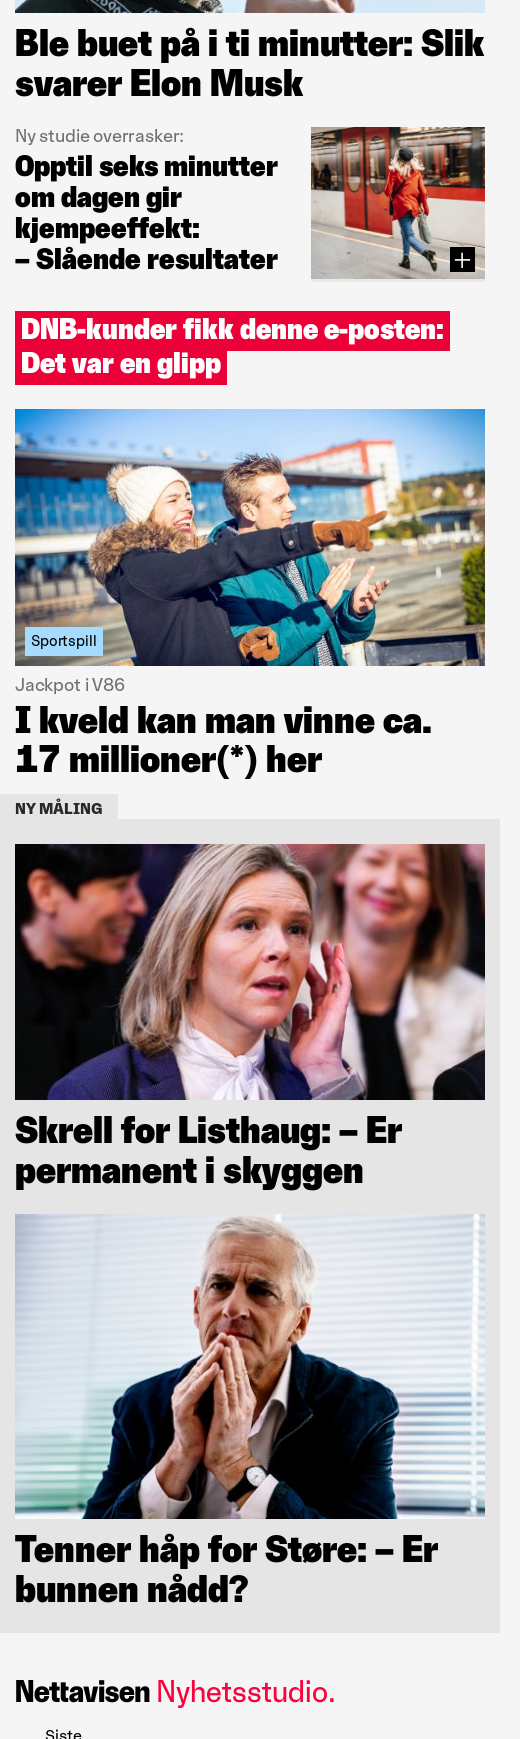 Ble buet på i ti minutter: Slik
svarer Elon Musk
Ny studie overrasker:
Opptil seks minutter
om dagen gir
kjempeeffekt:
– Slående resultater
DNB-kunder fikk denne e-posten:
Det var en glipp
Sportspill
Jackpot i V86
I kveld kan man vinne ca.
17 millioner(*) her
NY MÅLING
Skrell for Listhaug: – Er
permanent i skyggen
Tenner håp for Støre: – Er
bunnen nådd?
Nettavisen Nyhetsstudio.
Siste